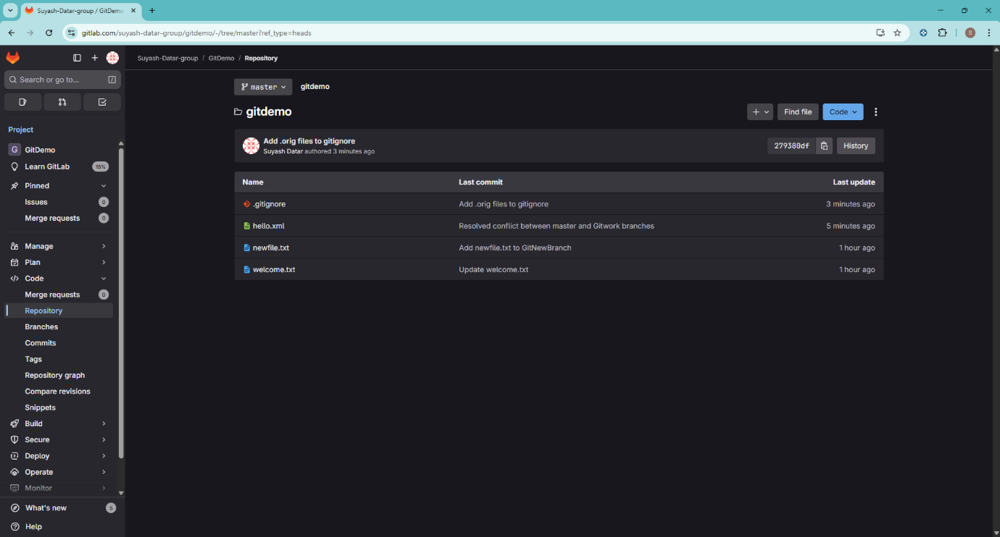 Suyash-Datar-group / GitDemo
gitlab.com/suyash-datar-group/gitdemo/-/tree/master?ref_type=heads
S
Suyash-Datar-group / GitDemo / Repository
Search or go to... /
Project
G GitDemo
Learn GitLab 15%
Pinned
Issues 0
Merge requests 0
Manage
Plan
Code
Merge requests 0
Repository
Branches
Commits
Tags
Repository graph
Compare revisions
Snippets
Build
Secure
Deploy
Operate
Monitor
What's new 5
Help
master gitdemo
gitdemo
+ Find file Code
Add .orig files to gitignore
Suyash Datar authored 3 minutes ago
279380df History
Name Last commit Last update
.gitignore Add .orig files to gitignore 3 minutes ago
hello.xml Resolved conflict between master and Gitwork branches 5 minutes ago
newfile.txt Add newfile.txt to GitNewBranch 1 hour ago
welcome.txt Update welcome.txt 1 hour ago